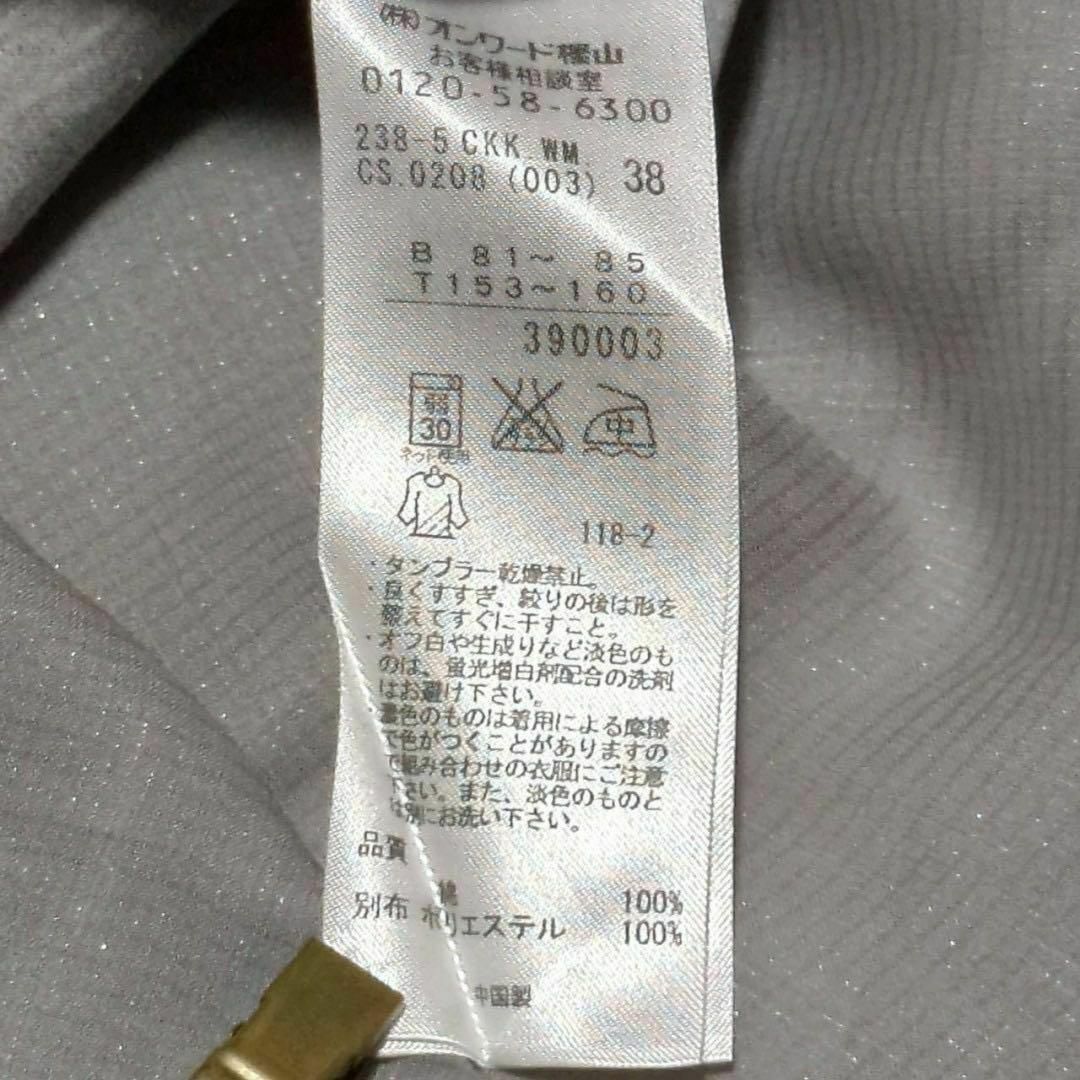 (株)オンワード樫山
お客様相談室
0120-58-6300
238-5 CKK WM
CS.0208 (003) 38
B 81～ 85
T153～160
390003
弱
30
中
ネット使用
118-2
・タンブラー乾燥禁止。
・良くすすぎ、絞りの後は形を
整えてすぐに干すこと。
・オフ白や生成りなど淡色のも
のは、蛍光増白剤配合の洗剤
はお避け下さい。
・濃色のものは着用による摩擦
で色がつくことがありますの
で組み合わせの衣服にご注意
下さい。また、淡色のものと
は別にお洗い下さい。
品質
綿 100%
別布 ポリエステル 100%
中国製